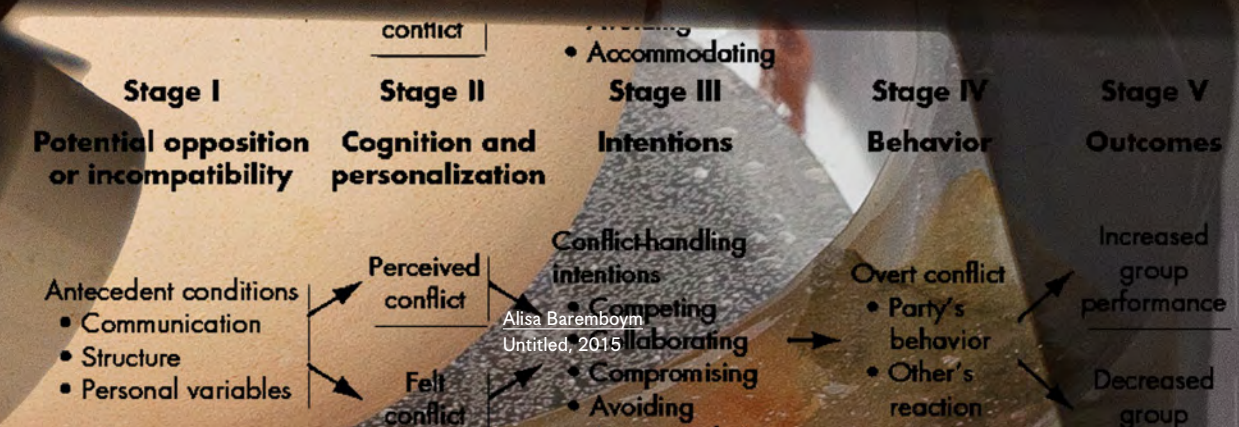 conflict
Avoiding
• Accommodating
Stage I
Stage II
Stage III
Stage IV
Stage V
Potential opposition
or incompatibility
Cognition and
personalization
Intentions
Behavior
Outcomes
Antecedent conditions
• Communication
• Structure
• Personal variables
Perceived
conflict
Felt
conflict
Conflict-handling
intentions
• Competing
• Collaborating
• Compromising
• Avoiding
Alisa Baremboym
Untitled, 2015
Overt conflict
• Party's
behavior
• Other's
reaction
Increased
group
performance
Decreased
group